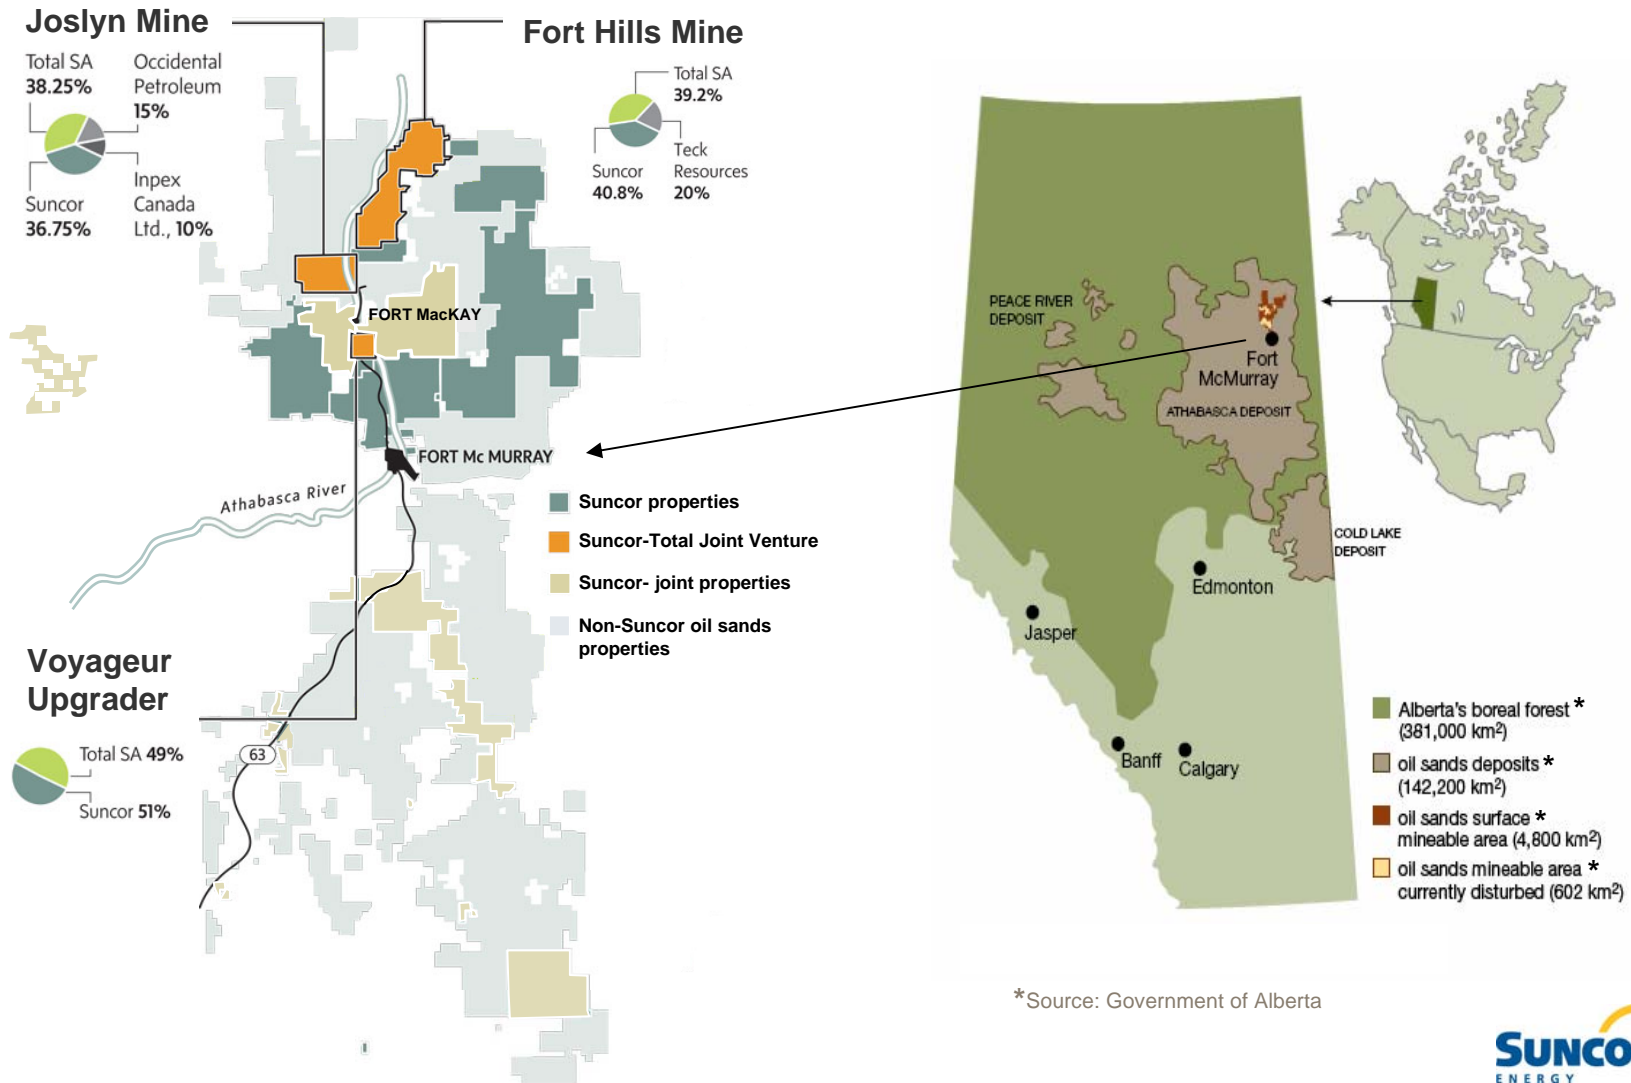 Joslyn Mine
Total SA
38.25%
Occidental
Petroleum
15%
Suncor
36.75%
Inpex
Canada
Ltd., 10%
Fort Hills Mine
Total SA
39.2%
Suncor
40.8%
Teck
Resources
20%
FORT MacKAY
FORT Mc MURRAY
Athabasca River
Suncor properties
Suncor-Total Joint Venture
Suncor- joint properties
Non-Suncor oil sands
properties
Voyageur
Upgrader
Total SA 49%
Suncor 51%
63
PEACE RIVER
DEPOSIT
Fort
McMurray
ATHABASCA DEPOSIT
COLD LAKE
DEPOSIT
Edmonton
Jasper
Banff
Calgary
Alberta's boreal forest *
(381,000 km²)
oil sands deposits *
(142,200 km²)
oil sands surface *
mineable area (4,800 km²)
oil sands mineable area *
currently disturbed (602 km²)
*Source: Government of Alberta
SUNCO
ENERGY